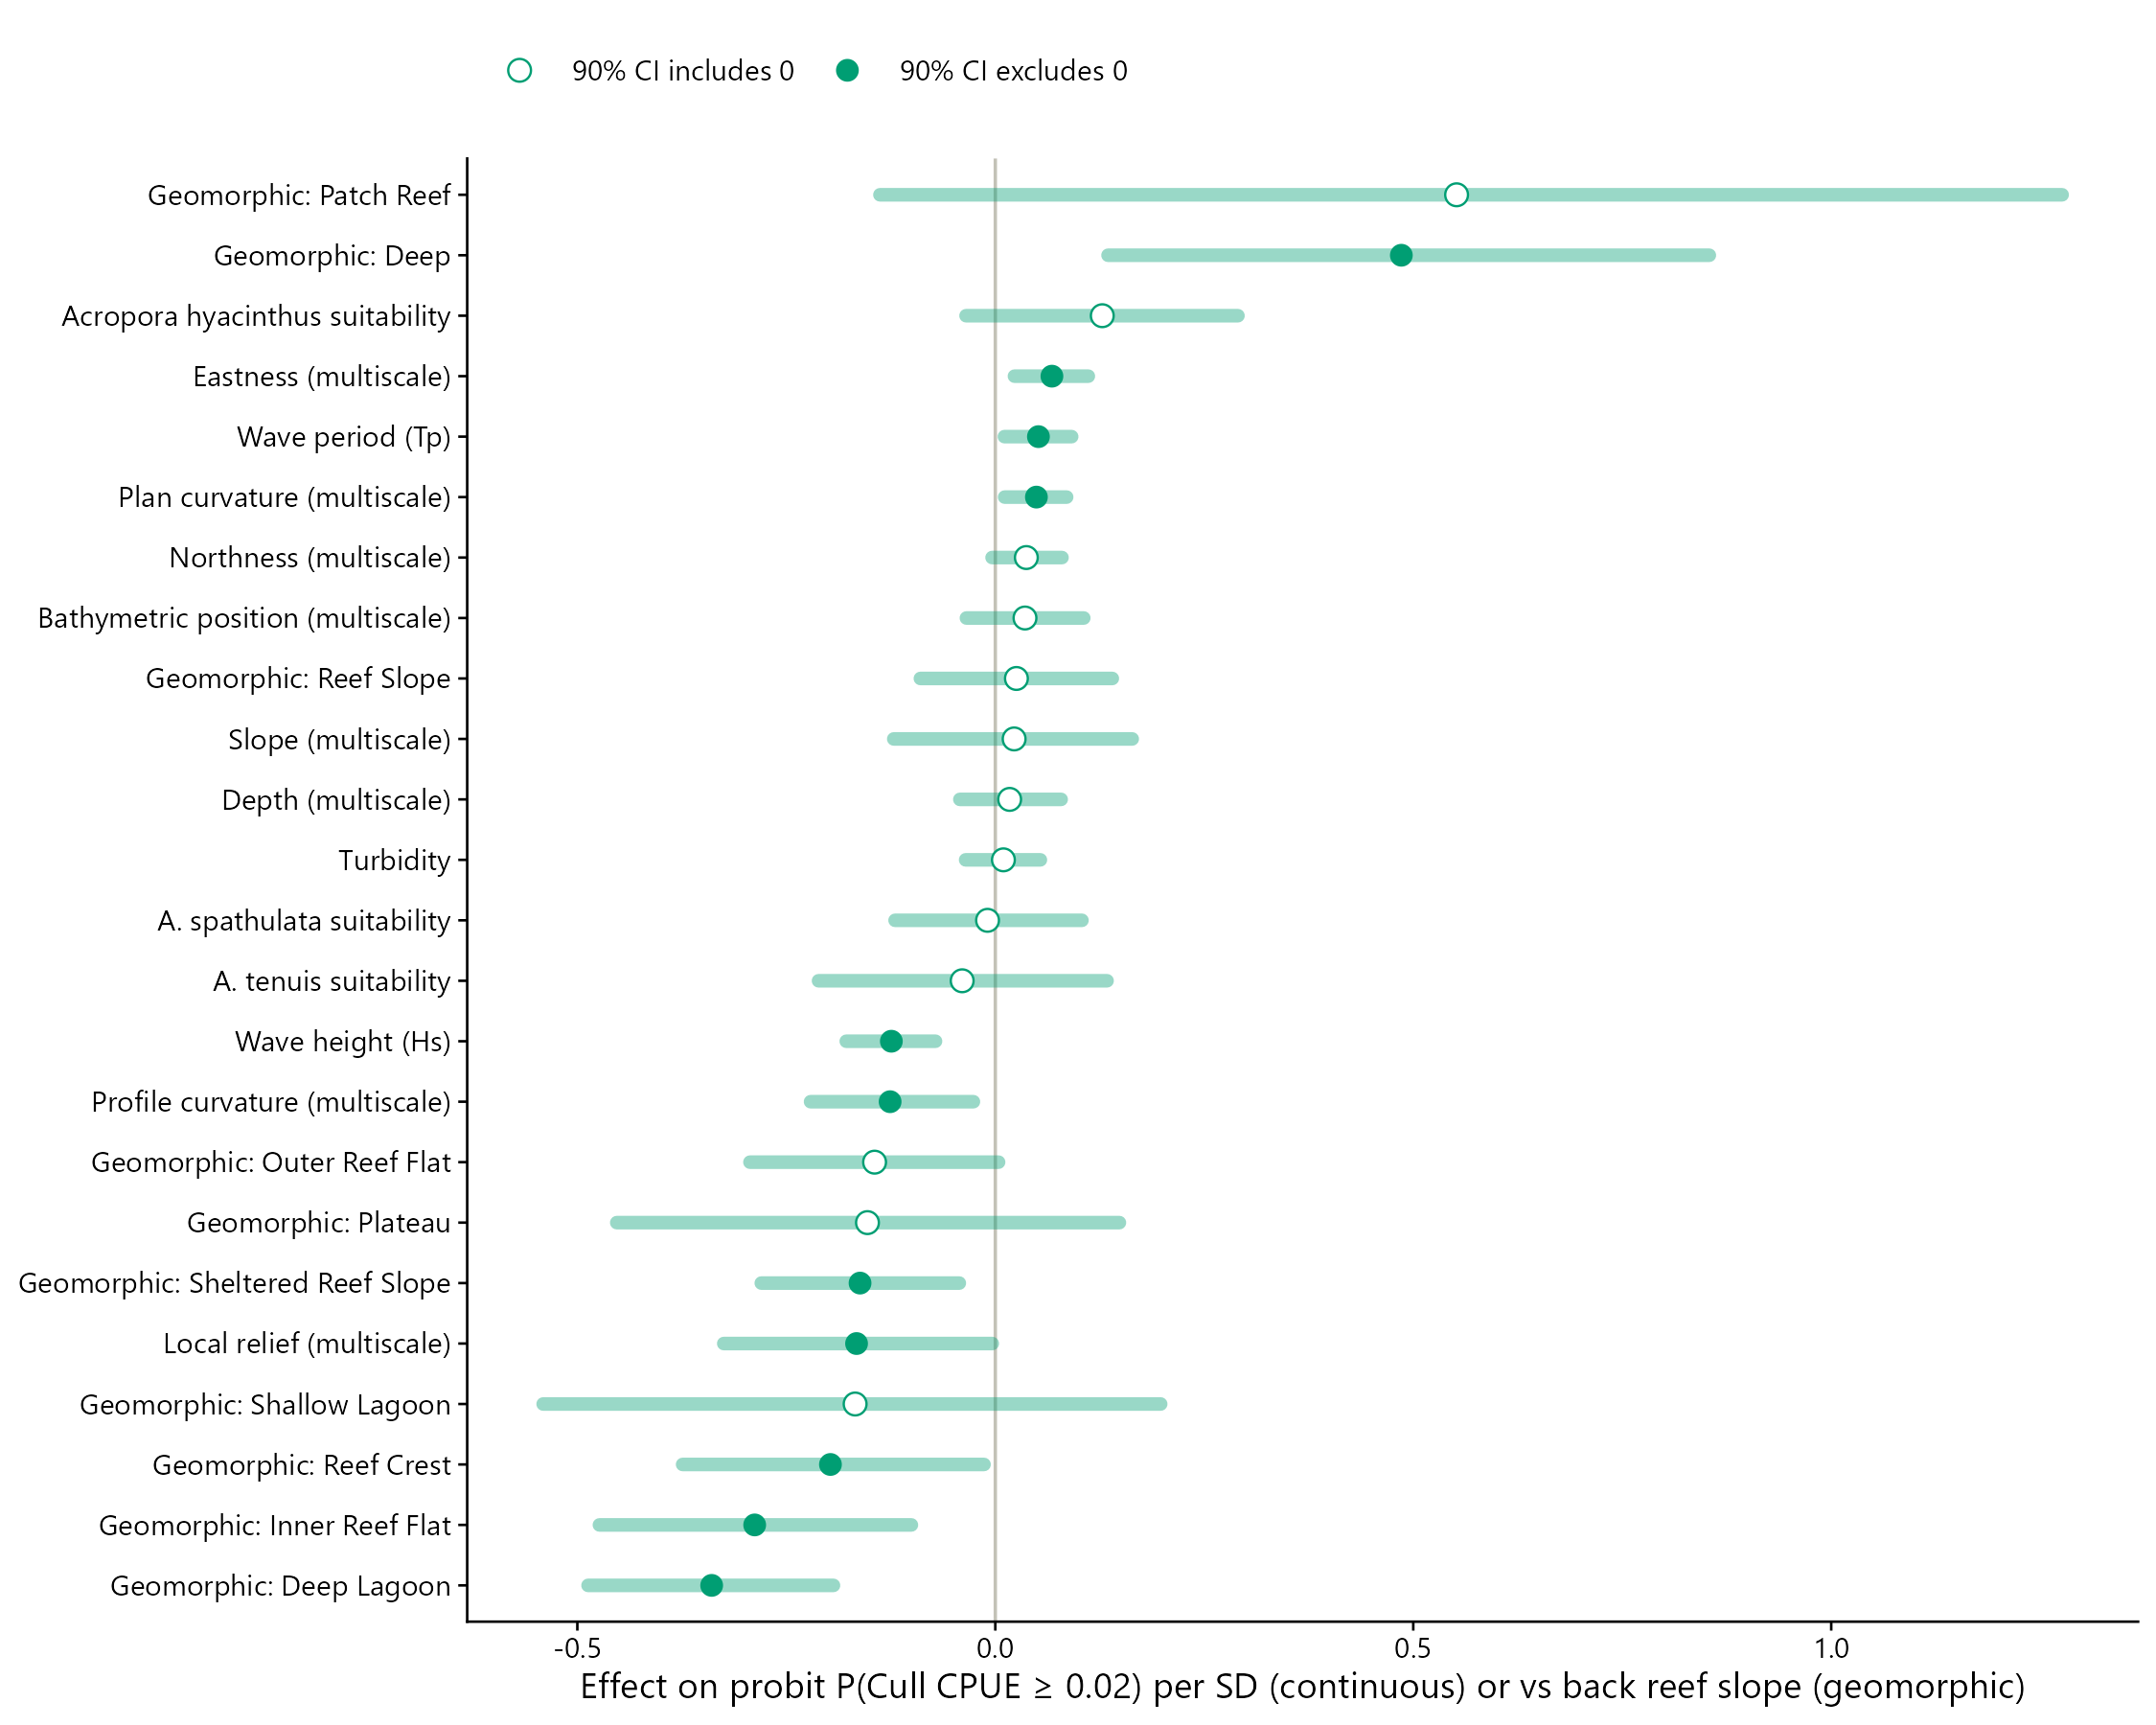 90% CI includes 0 90% CI excludes 0
Geomorphic: Patch Reef
Geomorphic: Deep
Acropora hyacinthus suitability
Eastness (multiscale)
Wave period (Tp)
Plan curvature (multiscale)
Northness (multiscale)
Bathymetric position (multiscale)
Geomorphic: Reef Slope
Slope (multiscale)
Depth (multiscale)
Turbidity
A. spathulata suitability
A. tenuis suitability
Wave height (Hs)
Profile curvature (multiscale)
Geomorphic: Outer Reef Flat
Geomorphic: Plateau
Geomorphic: Sheltered Reef Slope
Local relief (multiscale)
Geomorphic: Shallow Lagoon
Geomorphic: Reef Crest
Geomorphic: Inner Reef Flat
Geomorphic: Deep Lagoon
-0.5 0.0 0.5 1.0
Effect on probit P(Cull CPUE ≥ 0.02) per SD (continuous) or vs back reef slope (geomorphic)